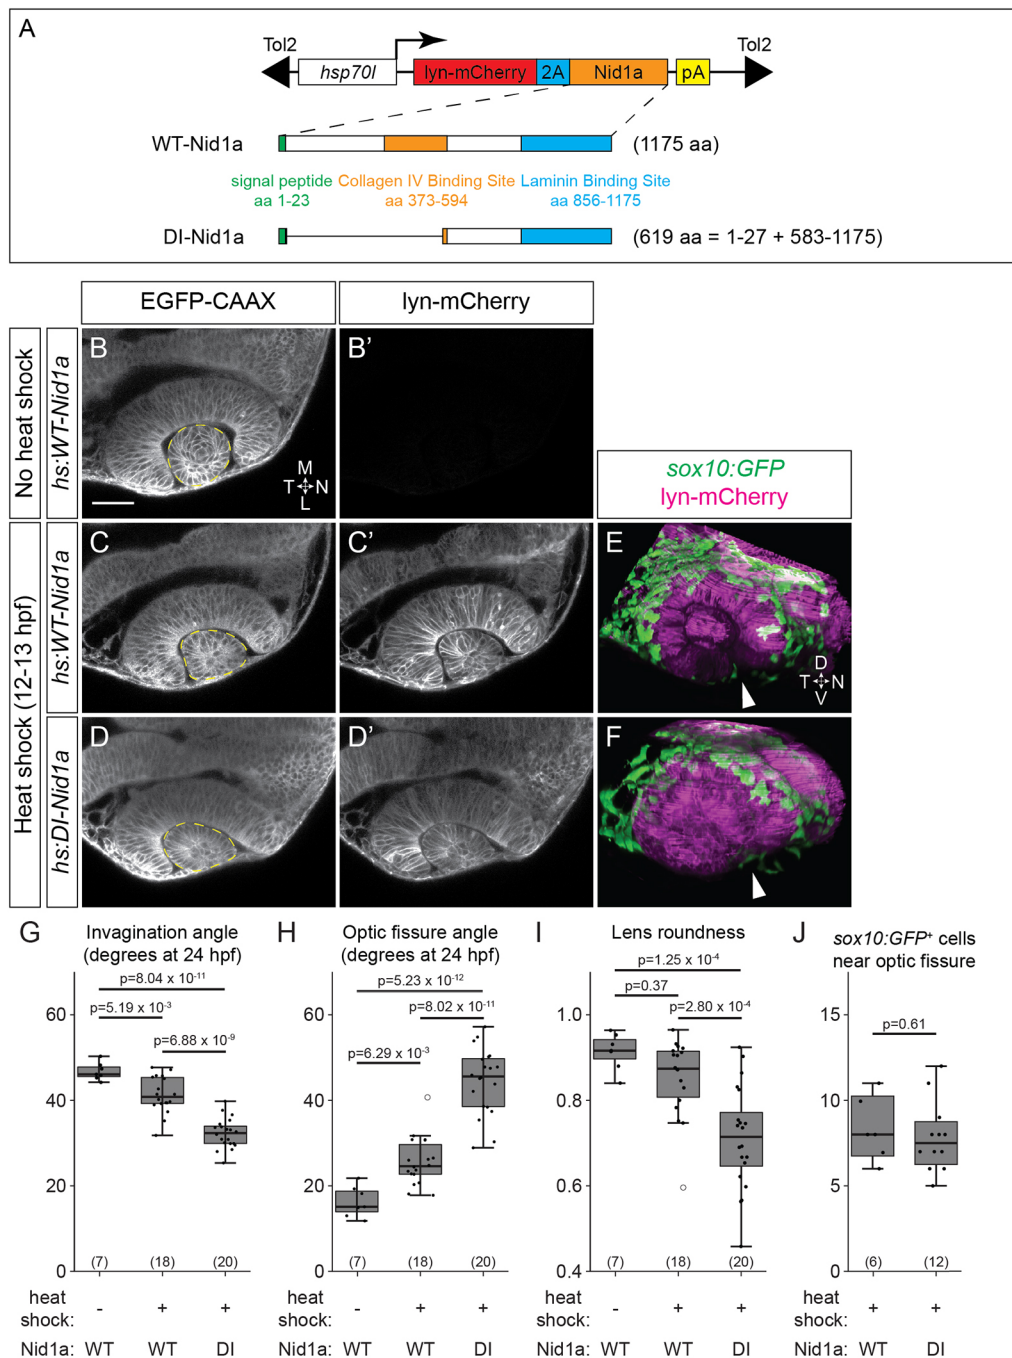 A
Tol2
Tol2
hsp70l
lyn-mCherry
2A
Nid1a
pA
WT-Nid1a
(1175 aa)
signal peptide
aa 1-23
Collagen IV Binding Site
aa 373-594
Laminin Binding Site
aa 856-1175
DI-Nid1a
(619 aa = 1-27 + 583-1175)
EGFP-CAAX
lyn-mCherry
No heat shock
hs:WT-Nid1a
B
M
T N
L
B'
sox10:GFP
lyn-mCherry
Heat shock (12-13 hpf)
hs:WT-Nid1a
C
C'
E
D
T N
V
hs:DI-Nid1a
D
D'
F
G
Invagination angle
(degrees at 24 hpf)
p=8.04 x 10-11
p=5.19 x 10-3
p=6.88 x 10-9
60
40
20
0
(7)
(18)
(20)
heat
shock:
-
+
+
Nid1a:
WT
WT
DI
H
Optic fissure angle
(degrees at 24 hpf)
p=5.23 x 10-12
p=8.02 x 10-11
p=6.29 x 10-3
60
40
20
0
(7)
(18)
(20)
heat
shock:
-
+
+
Nid1a:
WT
WT
DI
I
Lens roundness
p=1.25 x 10-4
p=0.37
p=2.80 x 10-4
1.0
0.8
0.6
0.4
(7)
(18)
(20)
heat
shock:
-
+
+
Nid1a:
WT
WT
DI
J
sox10:GFP+ cells
near optic fissure
p=0.61
15
10
5
0
(6)
(12)
heat
shock:
+
+
Nid1a:
WT
DI